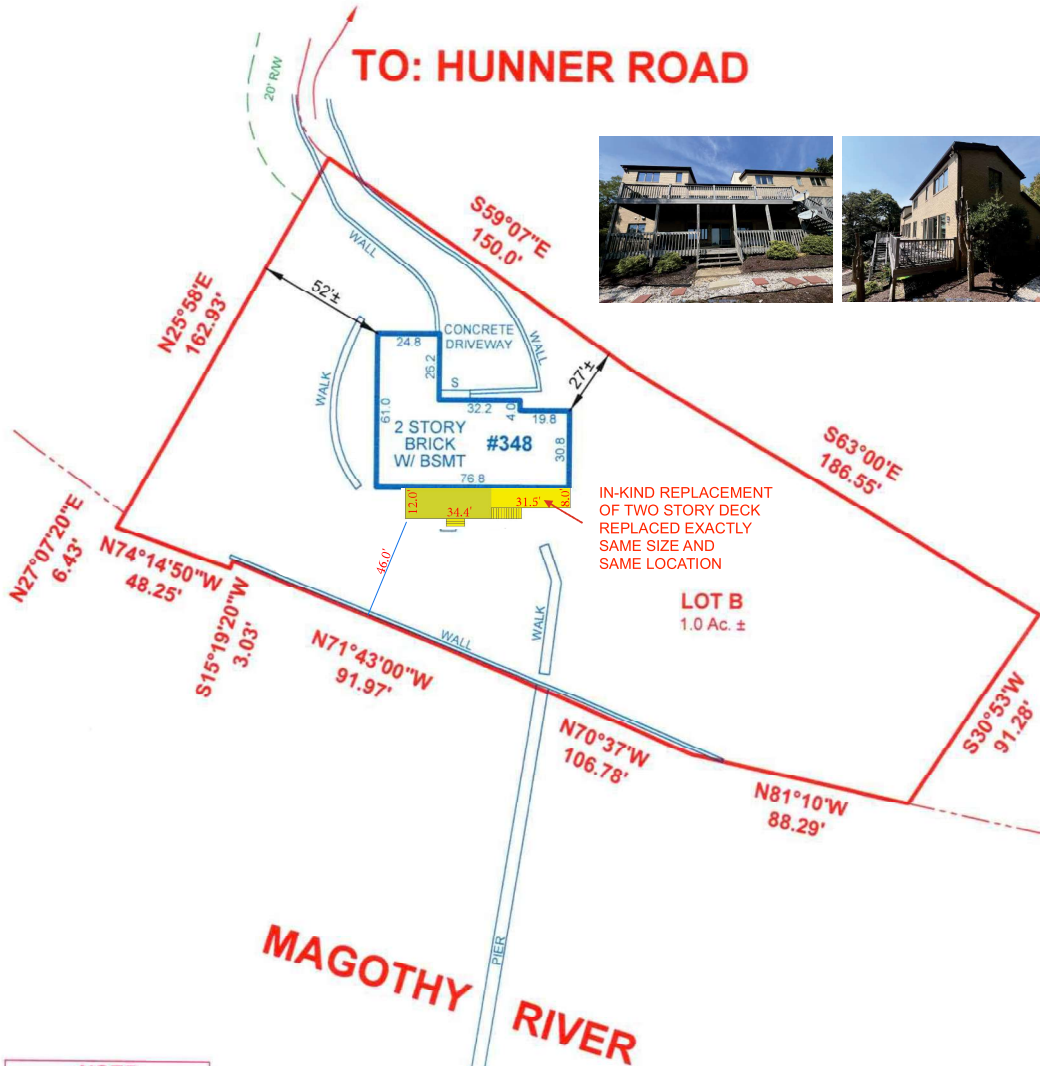 TO: HUNNER ROAD
20' R/W
S59°07'E
150.0'
WALL
52'±
N25°58'E
162.93'
CONCRETE
DRIVEWAY
WALL
24.8
26.2
27'±
WALK
S
61.0
32.2
4.0
19.8
2 STORY
BRICK
W/ BSMT
#348
30.8
76.8
S63°00'E
186.55'
12.0'
34.4'
31.5'
8.0'
IN-KIND REPLACEMENT
OF TWO STORY DECK
REPLACED EXACTLY
SAME SIZE AND
SAME LOCATION
46.0'
N27°07'20"E
6.43'
N74°14'50"W
48.25'
S15°19'20"W
3.03'
LOT B
1.0 Ac. ±
WALK
WALL
N71°43'00"W
91.97'
N70°37'W
106.78'
S30°53'W
91.28'
N81°10'W
88.29'
PIER
MAGOTHY RIVER